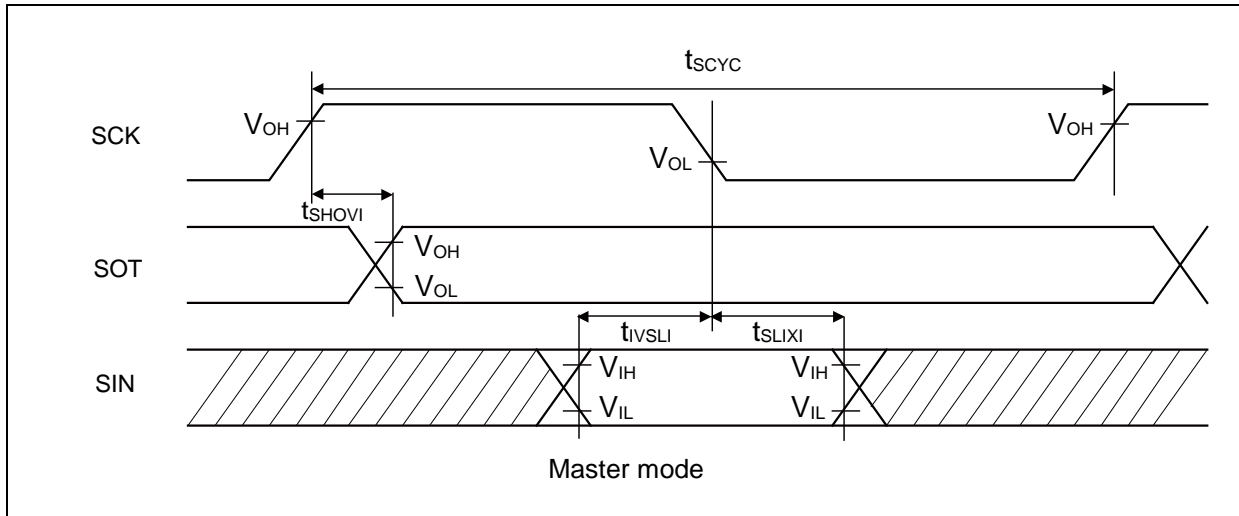 tSCYC
SCK
VOH
VOL
VOH
tSHOVI
SOT
VOH
VOL
tIVSLI
tSLIXI
SIN
VIH
VIL
VIH
VIL
Master mode